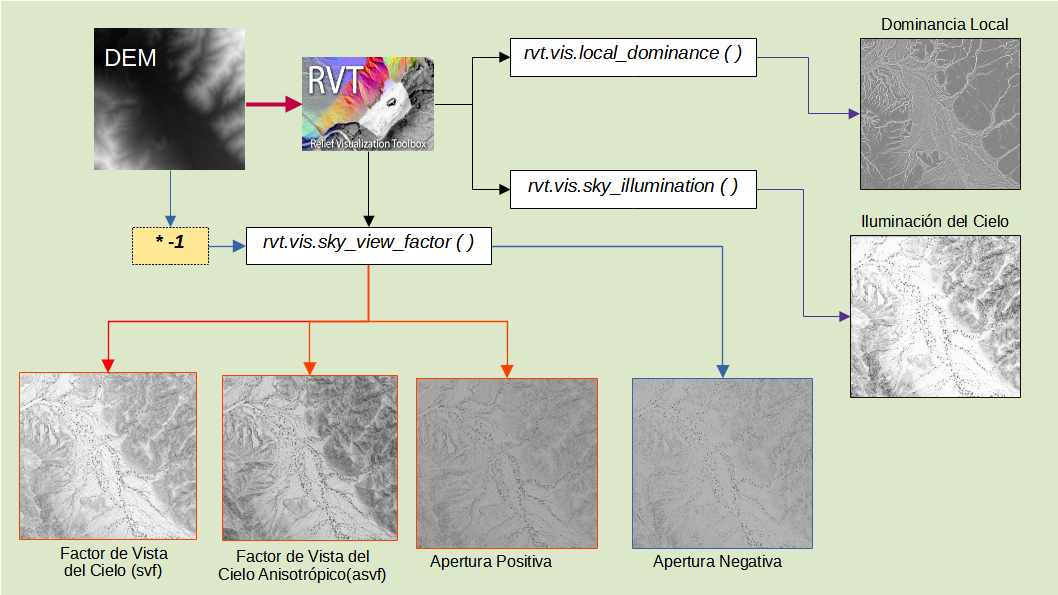 Dominancia Local
DEM
rvt.vis.local_dominance ( )
RVT
Relief Visualization Toolbox
rvt.vis.sky_illumination ( )
Iluminación del Cielo
* -1
rvt.vis.sky_view_factor ( )
Factor de Vista
del Cielo (svf)
Factor de Vista del
Cielo Anisotrópico(asvf)
Apertura Positiva
Apertura Negativa